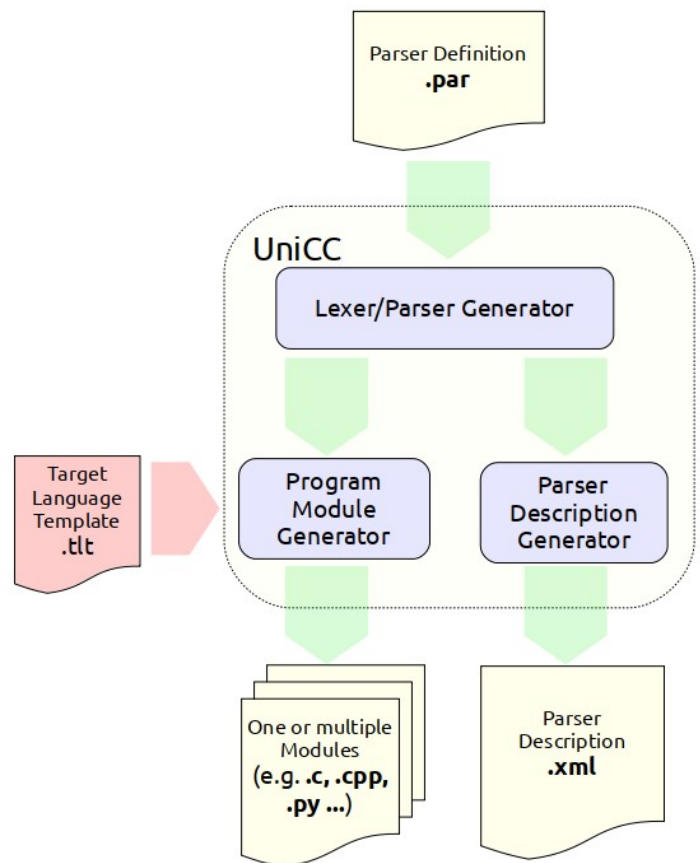 Parser Definition
.par
UniCC
Lexer/Parser Generator
Target
Language
Template
.tlt
Program
Module
Generator
Parser
Description
Generator
One or multiple
Modules
(e.g. .c, .cpp,
.py ...)
Parser
Description
.xml